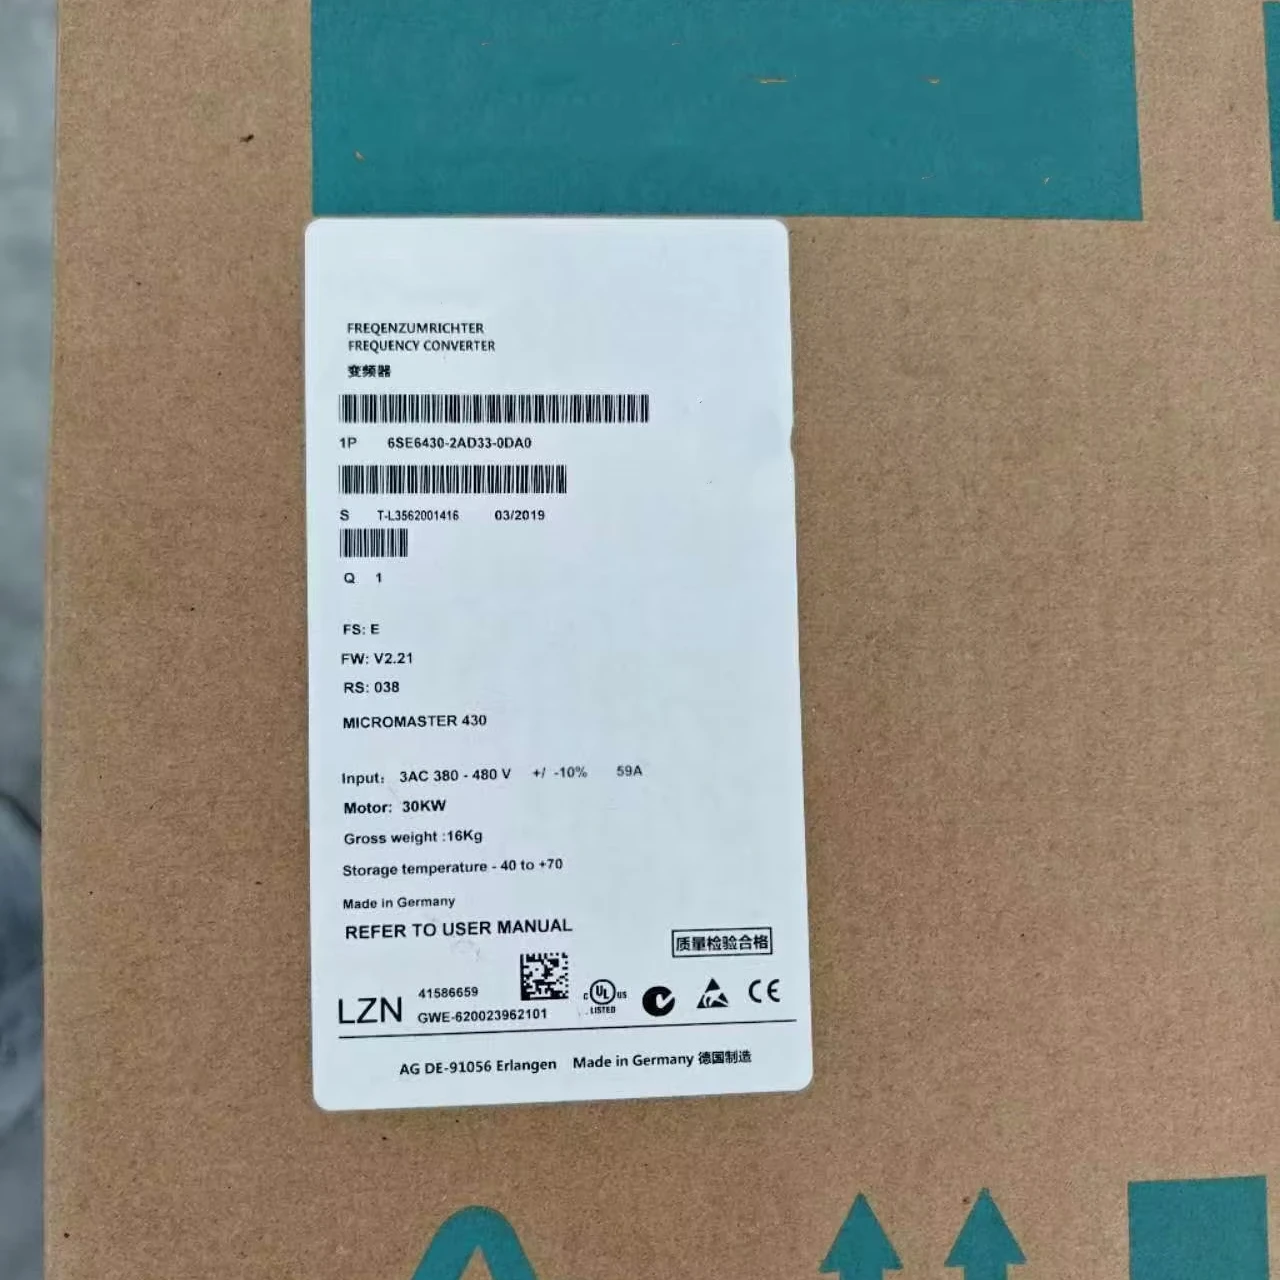 FREQENZUMRICHTER
FREQUENCY CONVERTER
变频器
1P 6SE6430-2AD33-0DA0
S T-L3562001416 03/2019
Q 1
FS: E
FW: V2.21
RS: 038
MICROMASTER 430
Input: 3AC 380 - 480 V +/ -10% 59A
Motor: 30KW
Gross weight :16Kg
Storage temperature - 40 to +70
Made in Germany
REFER TO USER MANUAL
质量检验合格
LZN 41586659
GWE-620023962101
C UL US LISTED
CE
AG DE-91056 Erlangen Made in Germany 德国制造